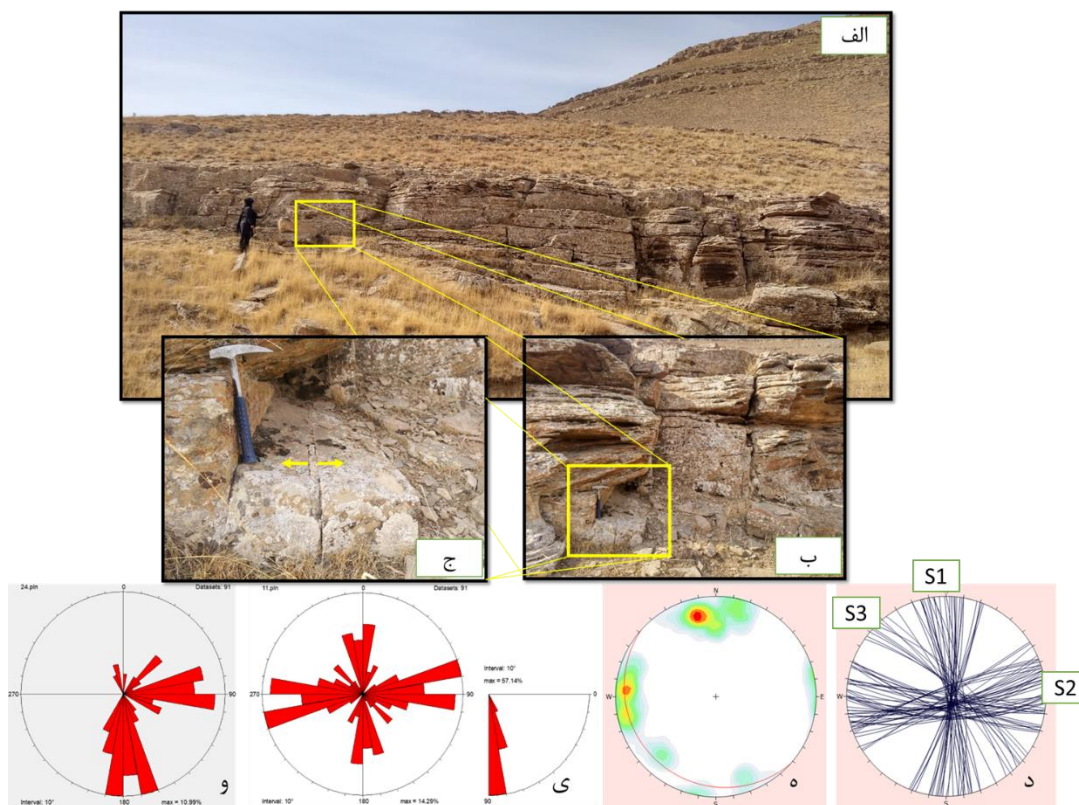 الف
ج
ب
24.pln
Datasets: 91
0
270
90
180
Interval: 10°
max = 10.99%
و
11.pln
Datasets: 91
0
270
90
180
Interval: 10°
max = 14.29%
Interval: 10°
max = 57.14%
0
90
ی
N
W
E
S
ه
N
S1
S3
S2
W
E
S
د